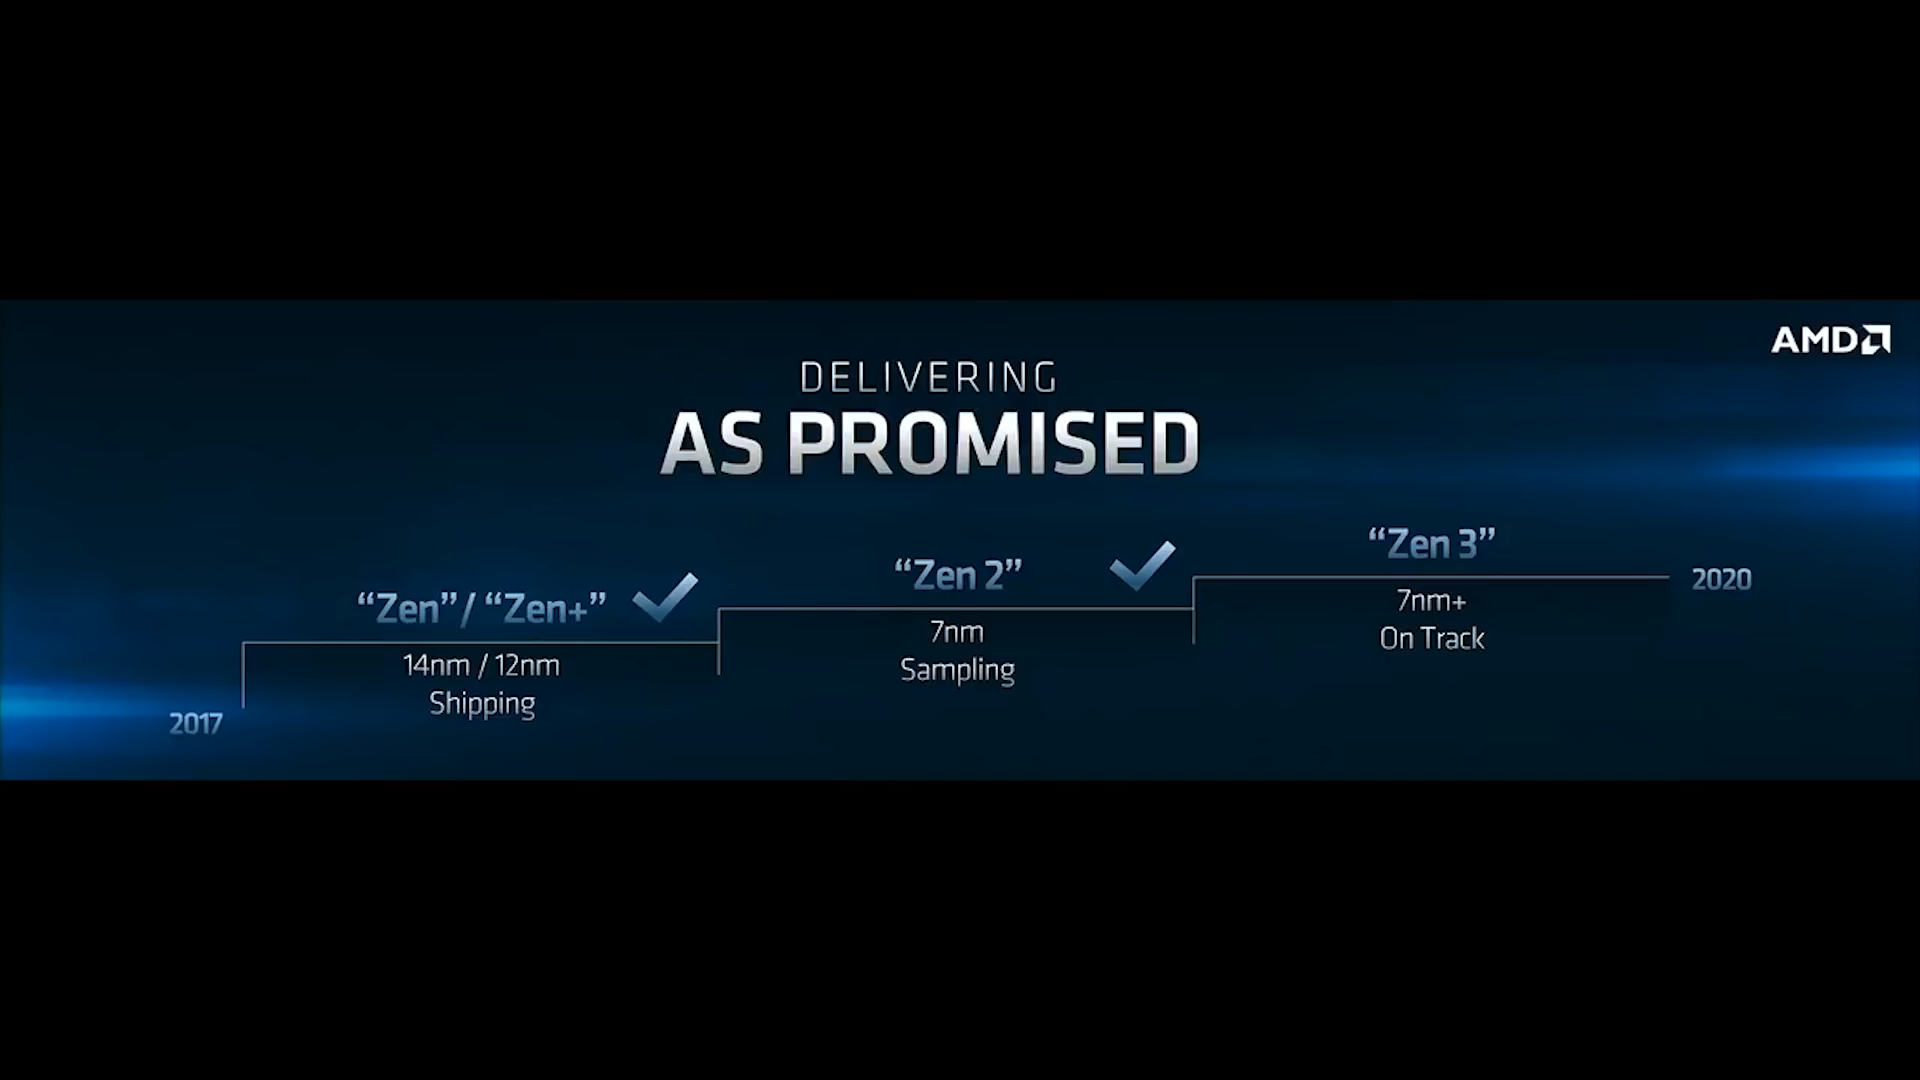 AMD
DELIVERING
AS PROMISED
“Zen”/ “Zen+”
14nm / 12nm
Shipping
“Zen 2”
7nm
Sampling
“Zen 3”
7nm+
On Track
2017
2020